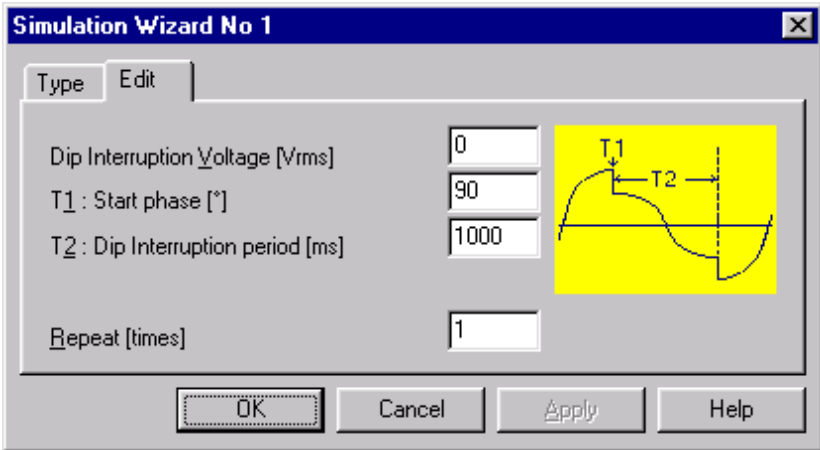 Simulation Wizard No 1
Type Edit
Dip Interruption Voltage [Vrms] 0
T1 : Start phase [°] 90
T2 : Dip Interruption period [ms] 1000
T1
T2
Repeat [times] 1
OK Cancel Apply Help